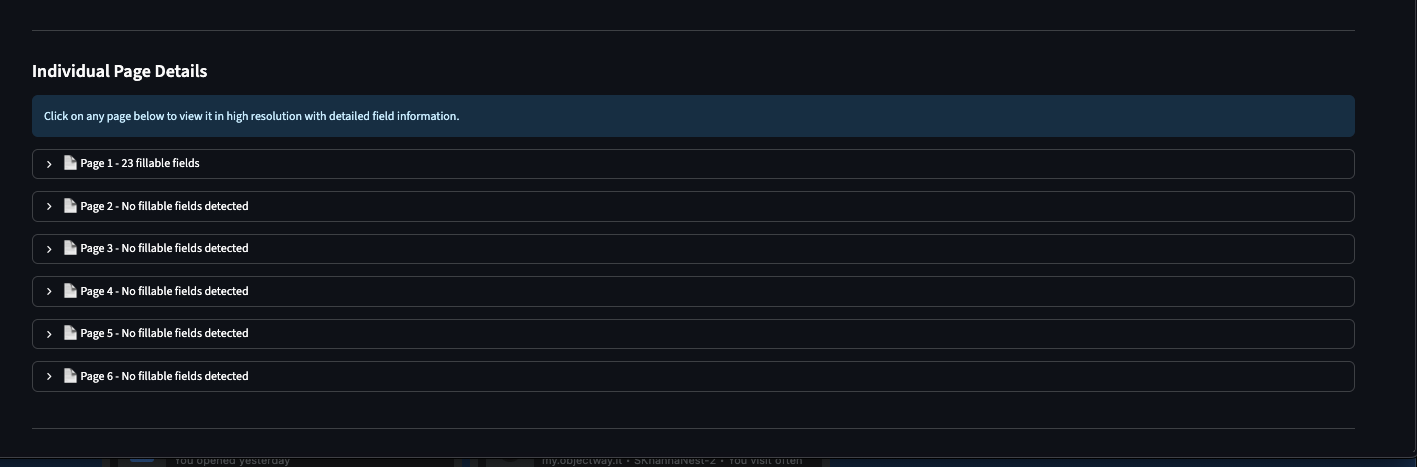 Individual Page Details
Click on any page below to view it in high resolution with detailed field information.
Page 1 - 23 fillable fields
Page 2 - No fillable fields detected
Page 3 - No fillable fields detected
Page 4 - No fillable fields detected
Page 5 - No fillable fields detected
Page 6 - No fillable fields detected
You opened yesterday
my.objectway.it • SKhannaNest-2 • You visit often